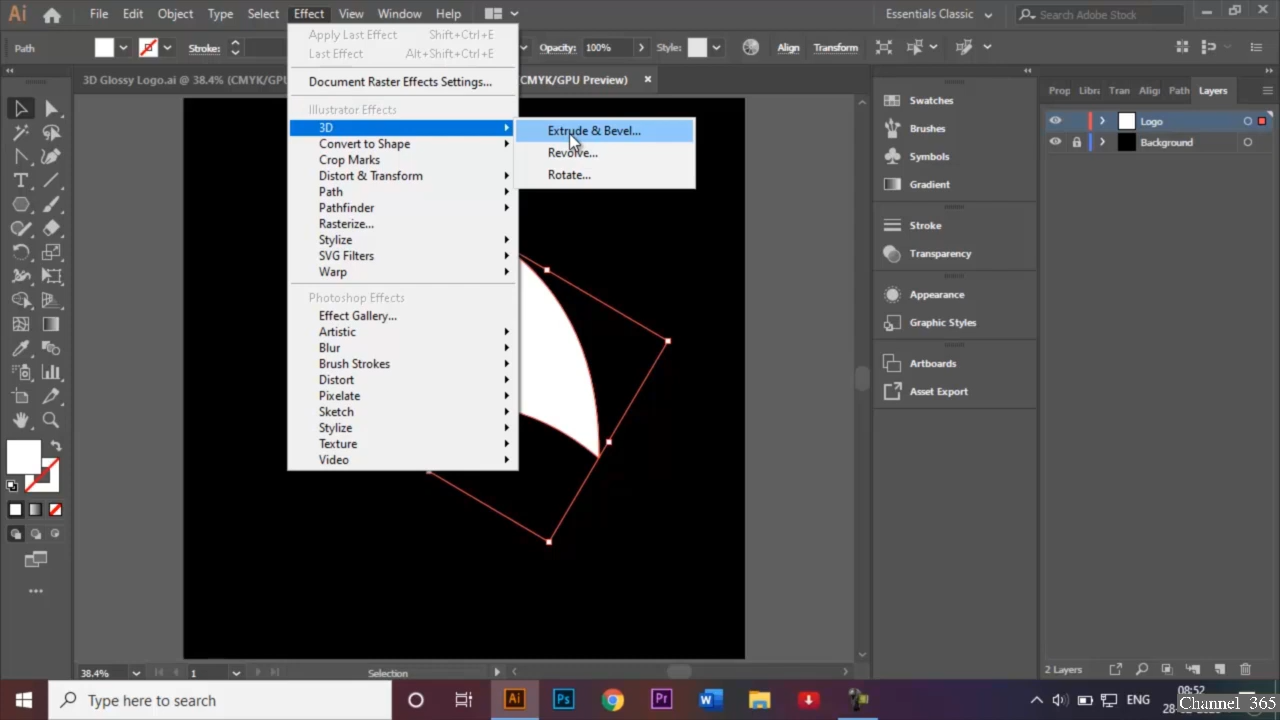 Ai File Edit Object Type Select Effect View Window Help Essentials Classic Search Adobe Stock
Path Stroke: Opacity: 100% Style: Align Transform
3D Glossy Logo.ai @ 38.4% (CMYK/GPU CMYK/GPU Preview)
Apply Last Effect Shift+Ctrl+E
Last Effect Alt+Shift+Ctrl+E
Document Raster Effects Settings...
Illustrator Effects
3D
Convert to Shape
Crop Marks
Distort & Transform
Path
Pathfinder
Rasterize...
Stylize
SVG Filters
Warp
Photoshop Effects
Effect Gallery...
Artistic
Blur
Brush Strokes
Distort
Pixelate
Sketch
Stylize
Texture
Video
Extrude & Bevel...
Revolve...
Rotate...
Swatches
Brushes
Symbols
Gradient
Stroke
Transparency
Appearance
Graphic Styles
Artboards
Asset Export
Prop Libra Tran Align Path Layers
Logo
Background
2 Layers
38.4% 1 Selection
Type here to search
Ai Ps Pr W
ENG
08:52
28-
Channel_365